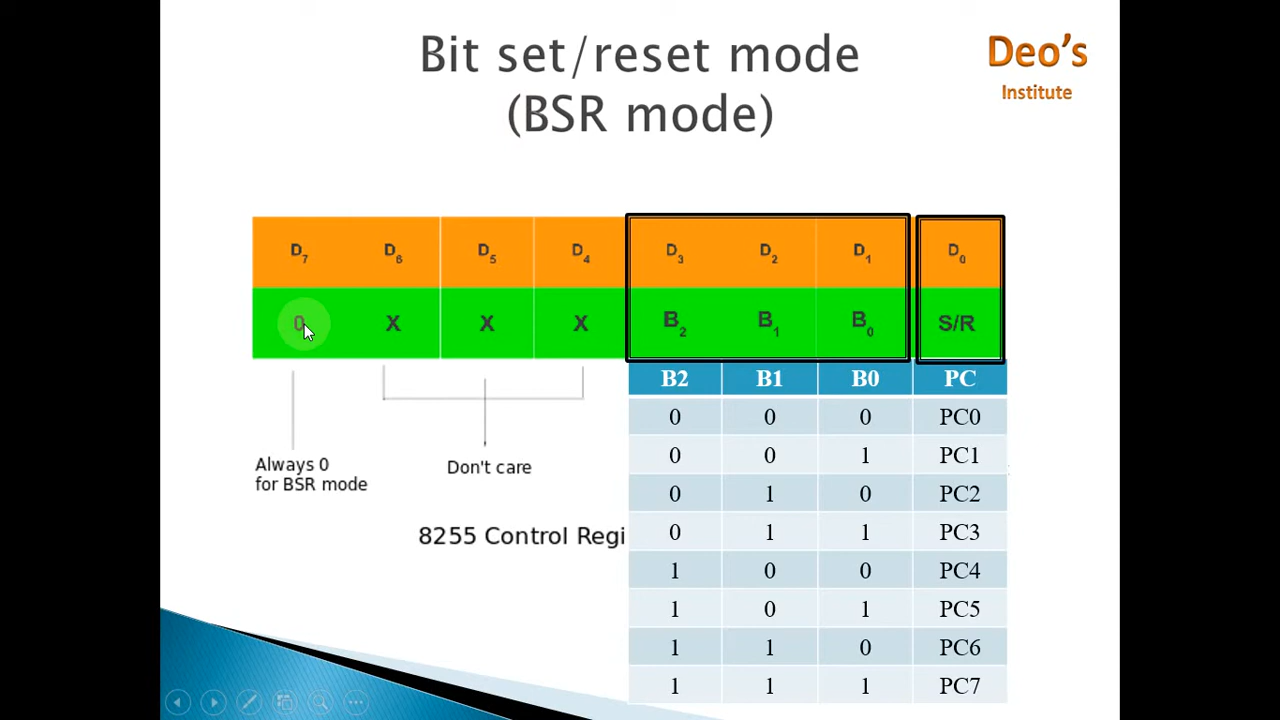 Bit set/reset mode
(BSR mode)
Deo's
Institute
D7 D6 D5 D4 D3 D2 D1 D0
0 X X X B2 B1 B0 S/R
Always 0
for BSR mode
Don't care
8255 Control Regi
B2 B1 B0 PC
0 0 0 PC0
0 0 1 PC1
0 1 0 PC2
0 1 1 PC3
1 0 0 PC4
1 0 1 PC5
1 1 0 PC6
1 1 1 PC7